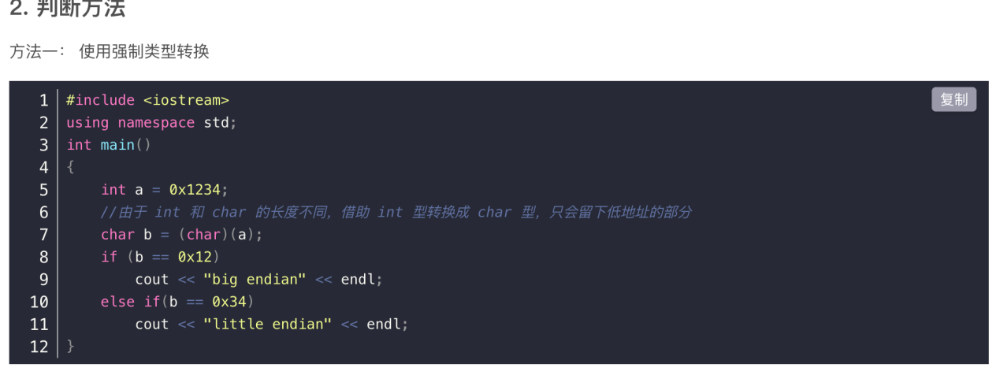 2. 判断方法
方法一： 使用强制类型转换
复制
1 #include <iostream>
2 using namespace std;
3 int main()
4 {
5     int a = 0x1234;
6     //由于 int 和 char 的长度不同，借助 int 型转换成 char 型，只会留下低地址的部分
7     char b = (char)(a);
8     if (b == 0x12)
9         cout << "big endian" << endl;
10     else if(b == 0x34)
11         cout << "little endian" << endl;
12 }